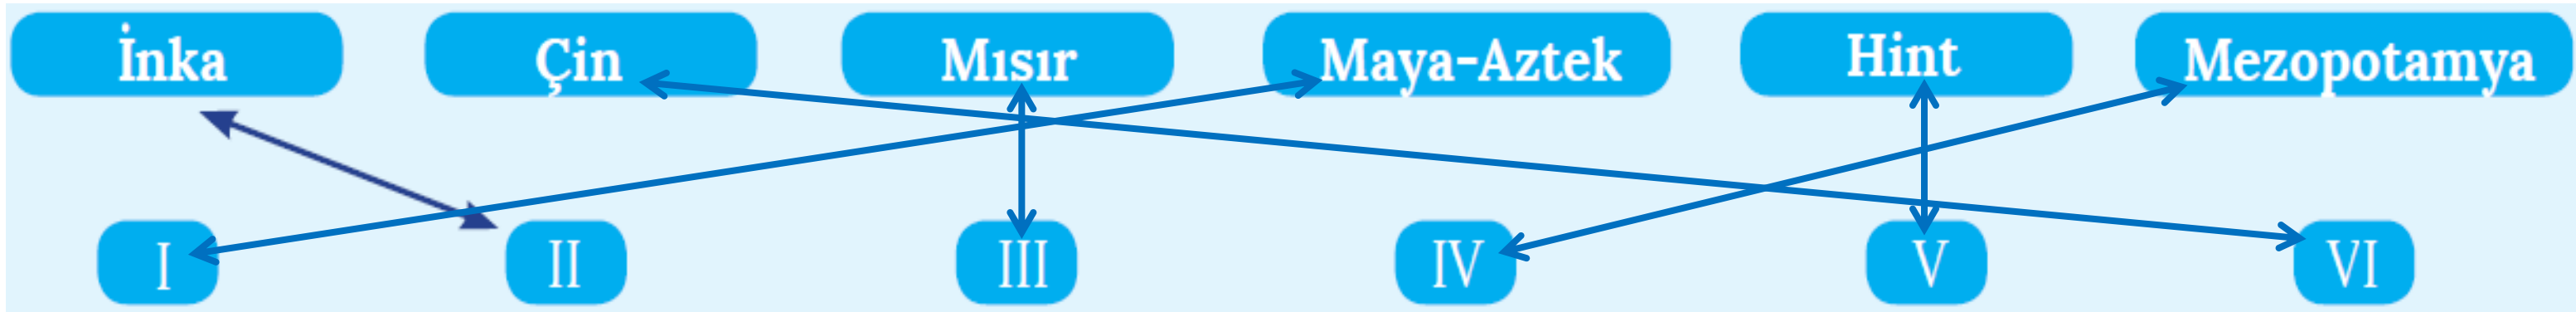 İnka Çin Mısır Maya-Aztek Hint Mezopotamya
I II III IV V VI